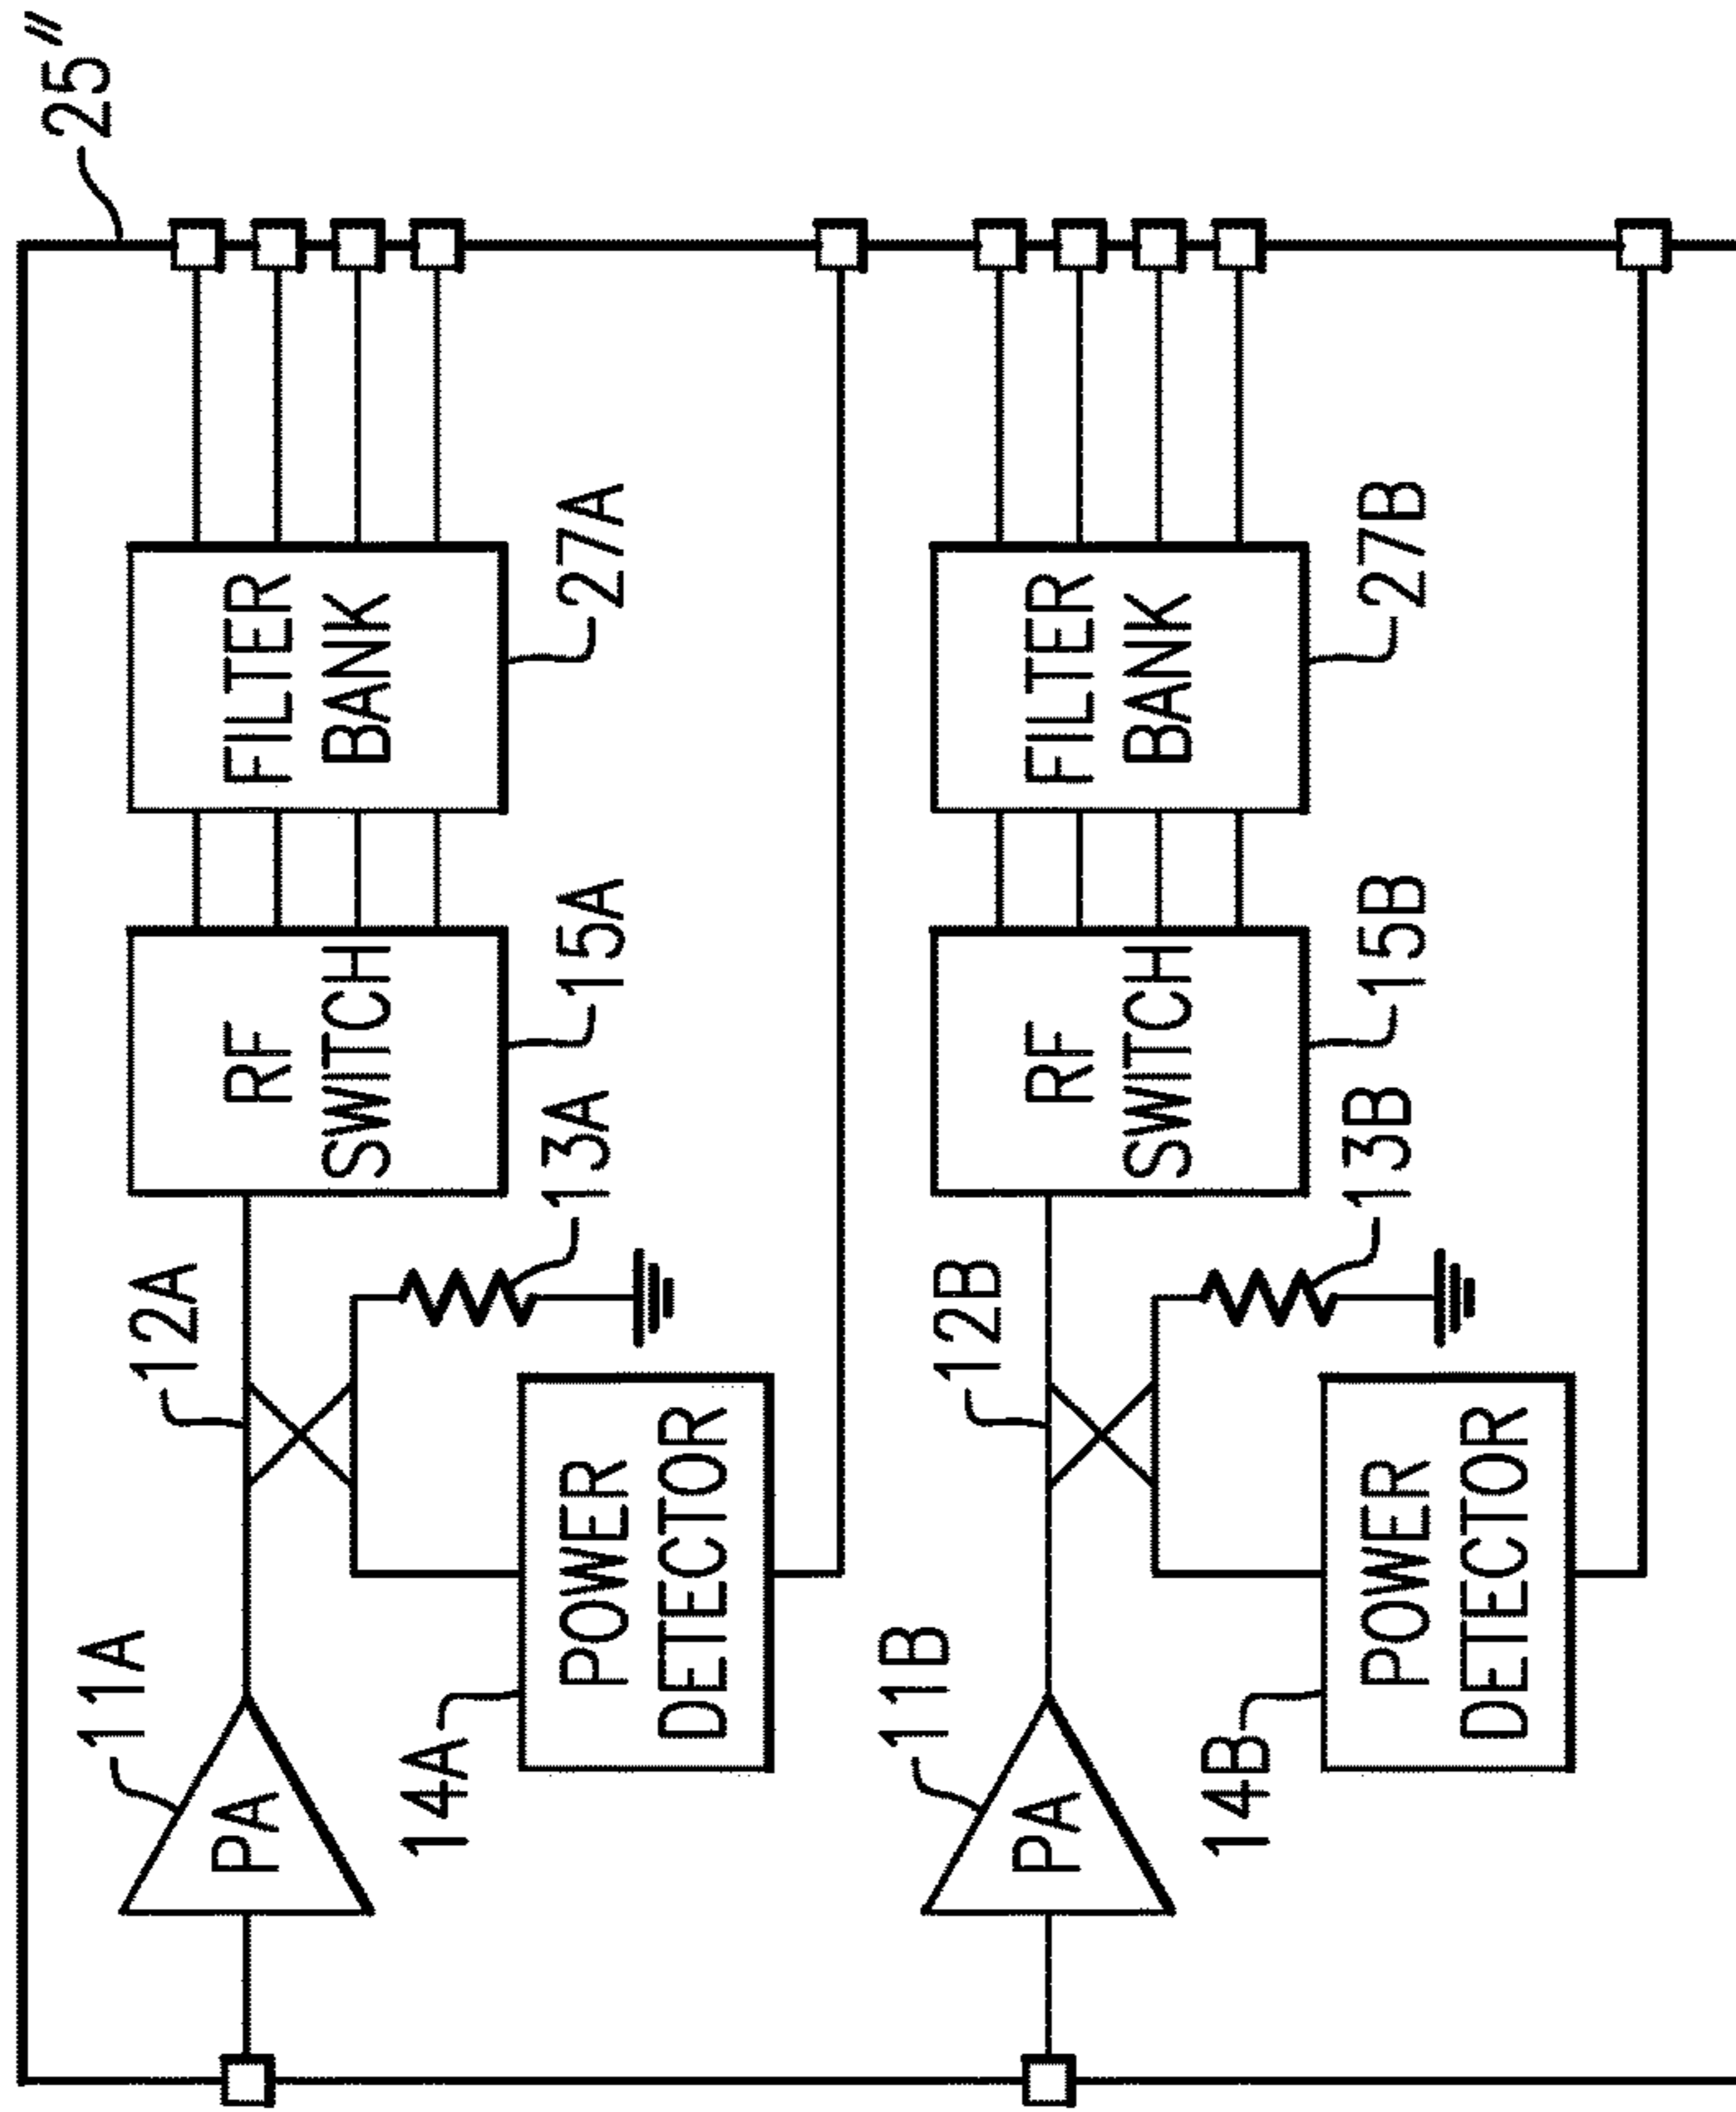 25"
11A
PA
12A
RF
SWITCH
15A
FILTER
BANK
27A
13A
14A
POWER
DETECTOR
11B
PA
12B
RF
SWITCH
15B
FILTER
BANK
27B
13B
14B
POWER
DETECTOR